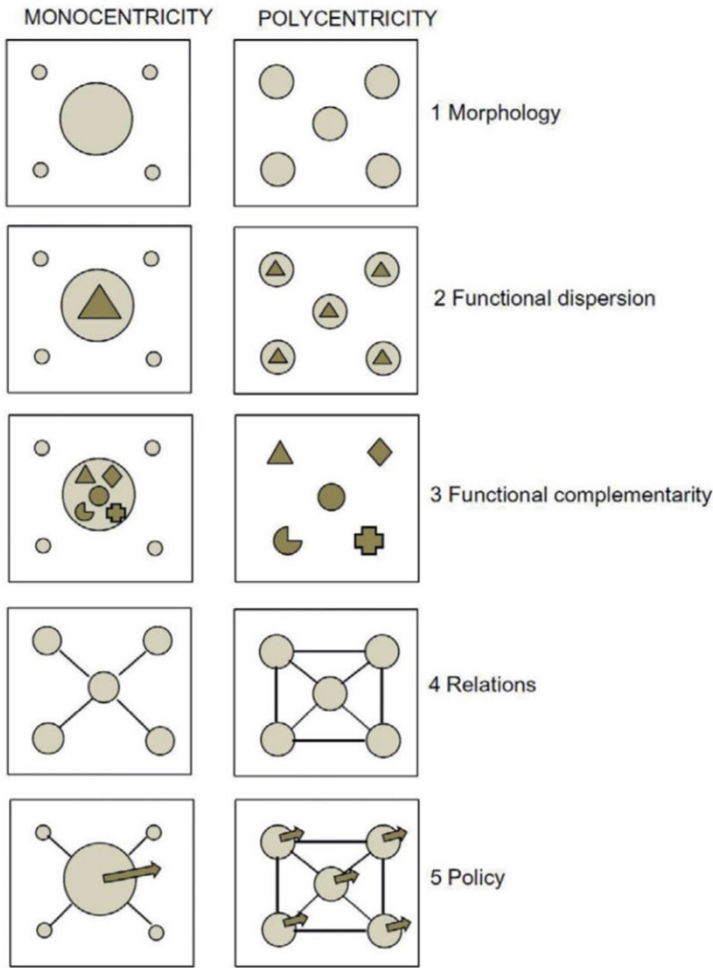 MONOCENTRICITY POLYCENTRICITY
1 Morphology
2 Functional dispersion
3 Functional complementarity
4 Relations
5 Policy